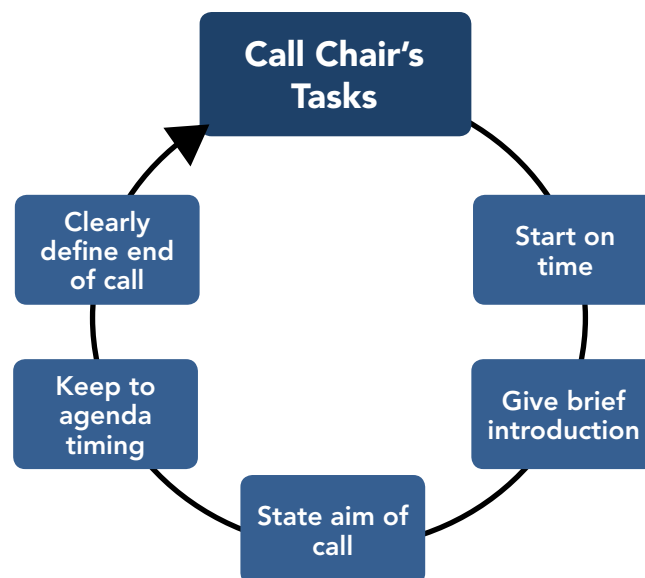 Call Chair’s
Tasks
Start on
time
Give brief
introduction
State aim of
call
Keep to
agenda
timing
Clearly
define end
of call